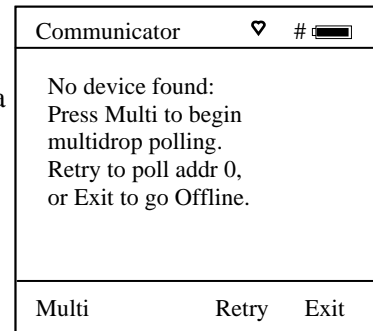 Communicator ♡ #
a
No device found:
Press Multi to begin
multidrop polling.
Retry to poll addr 0,
or Exit to go Offline.
Multi Retry Exit